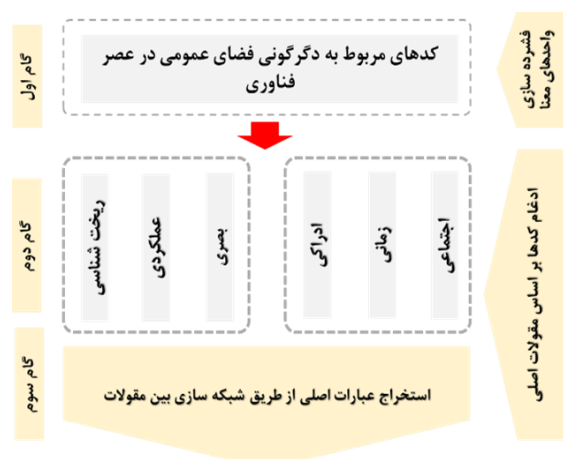 فشرده سازی
واحدهای معنا
کدهای مربوط به دگرگونی فضای عمومی در عصر
فناوری
گام اول
ادغام کدها بر اساس مقولات اصلی
اجتماعی
زمانی
ادراکی
بصری
عملکردی
ریخت شناسی
گام دوم
استخراج عبارات اصلی از طریق شبکه سازی بین مقولات
گام سوم